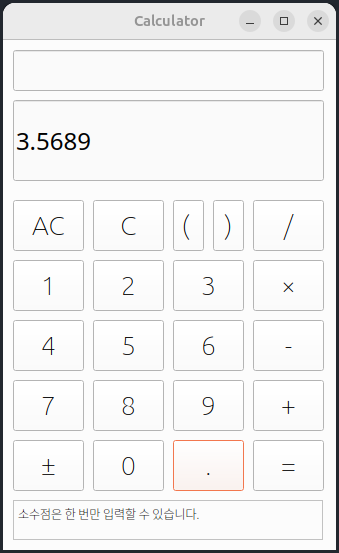 Calculator
3.5689
AC C ( ) /
1 2 3 ×
4 5 6 -
7 8 9 +
± 0 . =
소수점은 한 번만 입력할 수 있습니다.